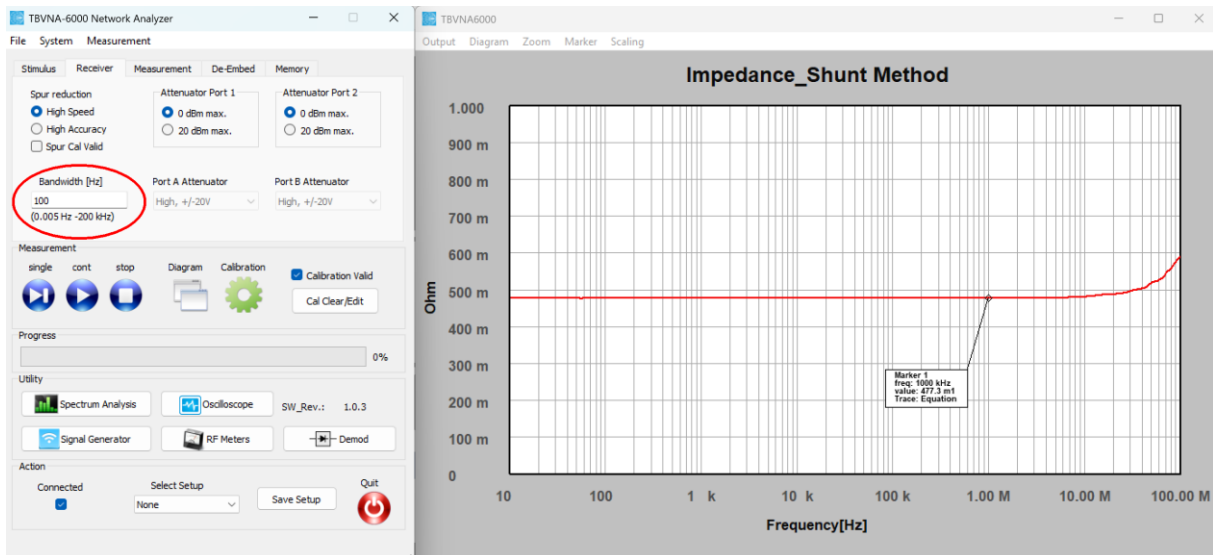 TBVNA-6000 Network Analyzer
File System Measurement
Stimulus Receiver Measurement De-Embed Memory
Spur reduction
High Speed
High Accuracy
Spur Cal Valid
Attenuator Port 1
0 dBm max.
20 dBm max.
Attenuator Port 2
0 dBm max.
20 dBm max.
Bandwidth [Hz]
100
(0.005 Hz -200 kHz)
Port A Attenuator
High, +/-20V
Port B Attenuator
High, +/-20V
Measurement
single cont stop Diagram Calibration
Calibration Valid
Cal Clear/Edit
Progress
0%
Utility
Spectrum Analysis Oscilloscope SW_Rev.: 1.0.3
Signal Generator RF Meters Demod
Action
Connected
Select Setup
None
Save Setup
Quit
TBVNA6000
Output Diagram Zoom Marker Scaling
Impedance_Shunt Method
1.000
900 m
800 m
700 m
600 m
500 m
400 m
300 m
200 m
100 m
0
Ohm
Marker 1
freq: 1000 kHz
value: 477.3 m1
Trace: Equation
10 100 1 k 10 k 100 k 1.00 M 10.00 M 100.00 M
Frequency[Hz]